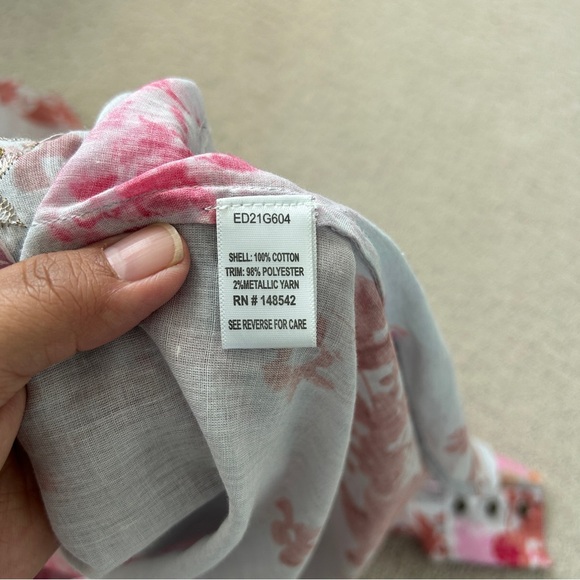 ED21G604
SHELL: 100% COTTON
TRIM: 98% POLYESTER
2%METALLIC YARN
RN # 148542
SEE REVERSE FOR CARE